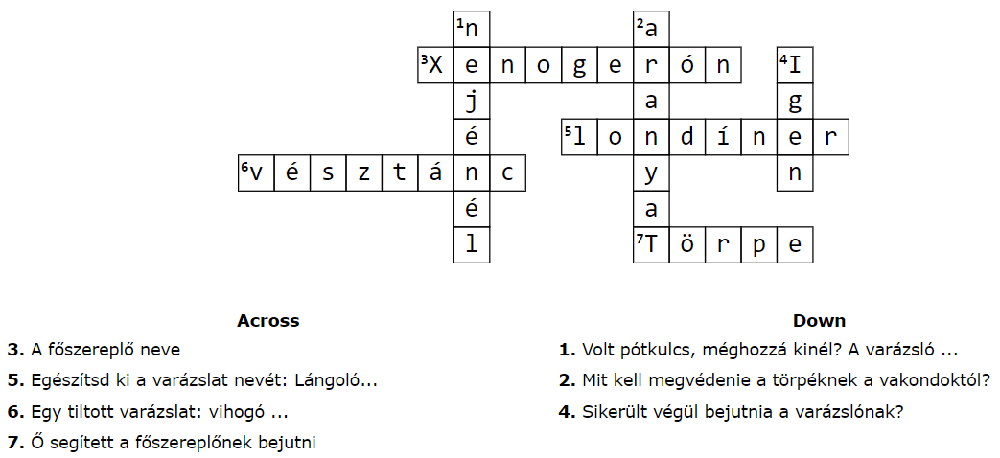 1n 2a
3X e n o g e r ó n 4I
j a g
é 5l o n d í n e r
6v é s z t á n c y n
é a
l 7T ö r p e
Across
3. A főszereplő neve
5. Egészítsd ki a varázslat nevét: Lángoló...
6. Egy tiltott varázslat: vihogó ...
7. Ő segített a főszereplőnek bejutni
Down
1. Volt pótkulcs, méghozzá kinél? A varázsló ...
2. Mit kell megvédenie a törpéknek a vakondoktól?
4. Sikerült végül bejutnia a varázslónak?